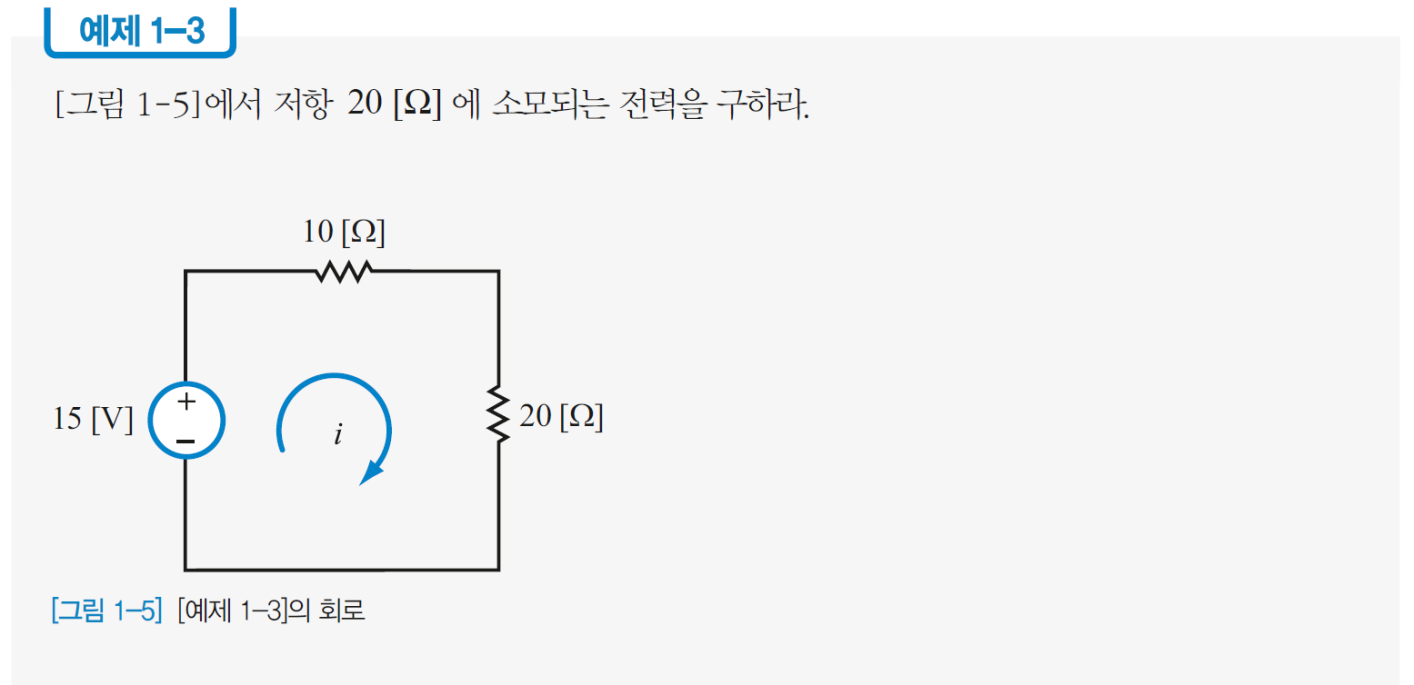 예제 1-3
[그림 1-5]에서 저항 20 [Ω] 에 소모되는 전력을 구하라.
10 [Ω]
+
15 [V]
i
20 [Ω]
−
[그림 1-5] [예제 1-3]의 회로